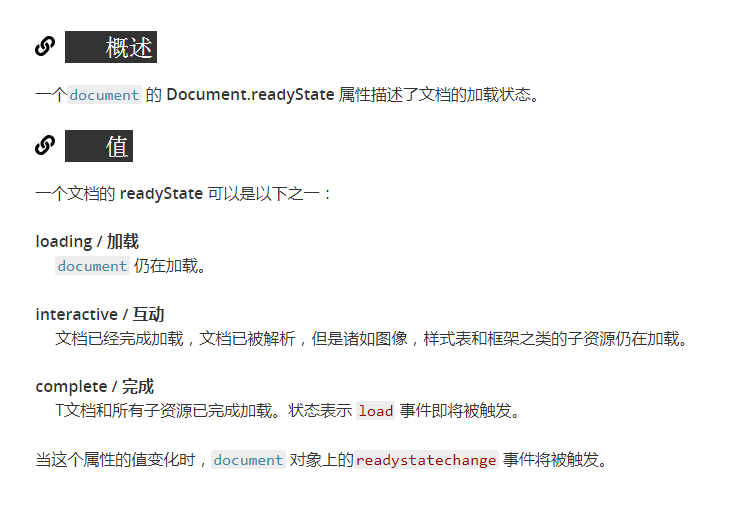 概述
一个document 的 Document.readyState 属性描述了文档的加载状态。
值
一个文档的 readyState 可以是以下之一：
loading / 加载
document 仍在加载。
interactive / 互动
文档已经完成加载，文档已被解析，但是诸如图像，样式表和框架之类的子资源仍在加载。
complete / 完成
T文档和所有子资源已完成加载。状态表示 load 事件即将被触发。
当这个属性的值变化时，document 对象上的readystatechange 事件将被触发。